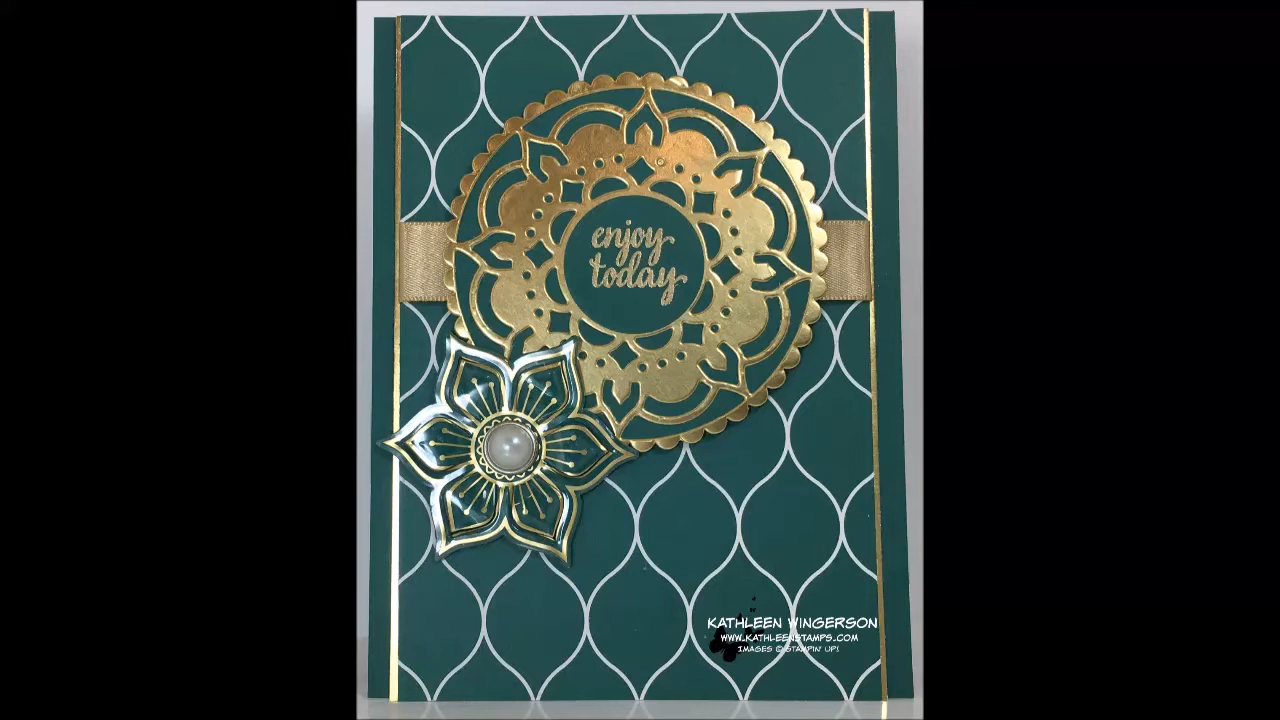 enjoy
today
KATHLEEN WINGERSON
WWW.KATHLEENSTAMPS.COM
IMAGES © STAMPIN' UP!